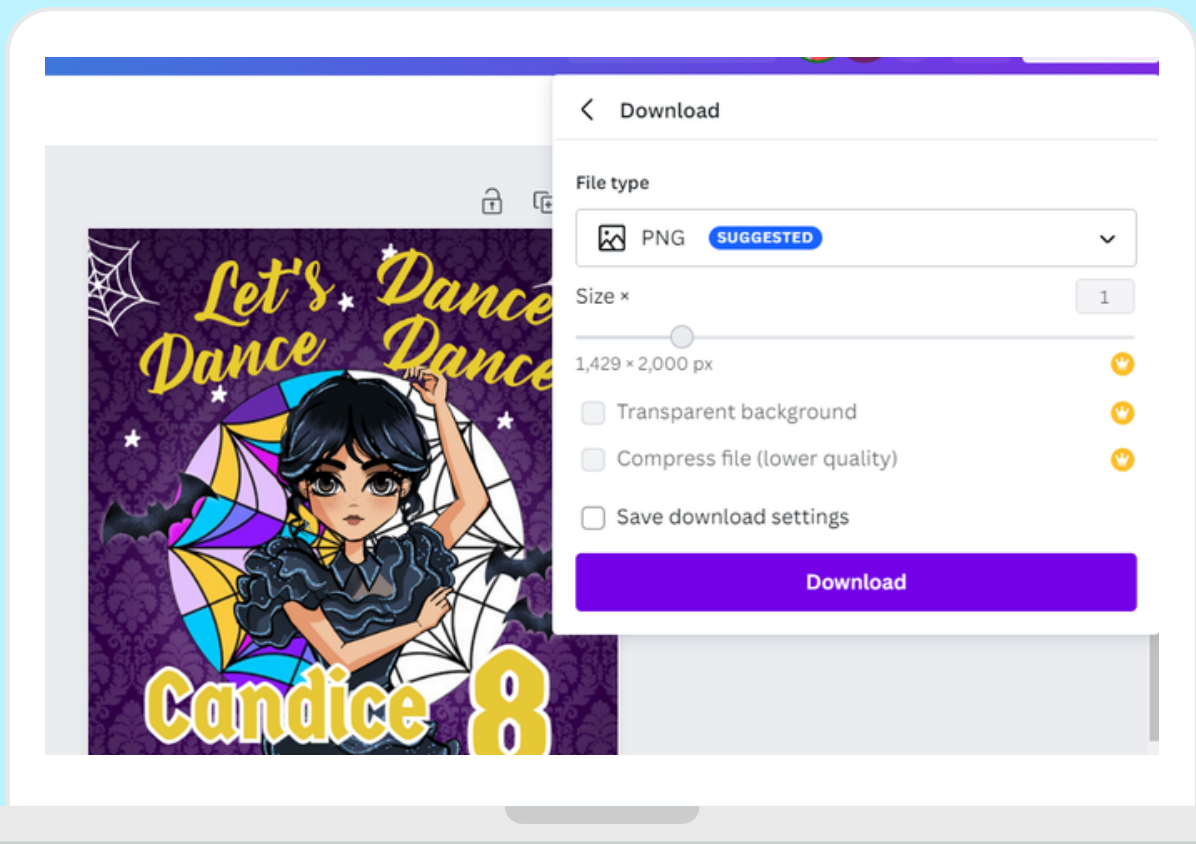 Download
File type
PNG SUGGESTED
Size × 1
1,429 × 2,000 px
Transparent background
Compress file (lower quality)
Save download settings
Download
Let's Dance
Dance Dance
Candice 8